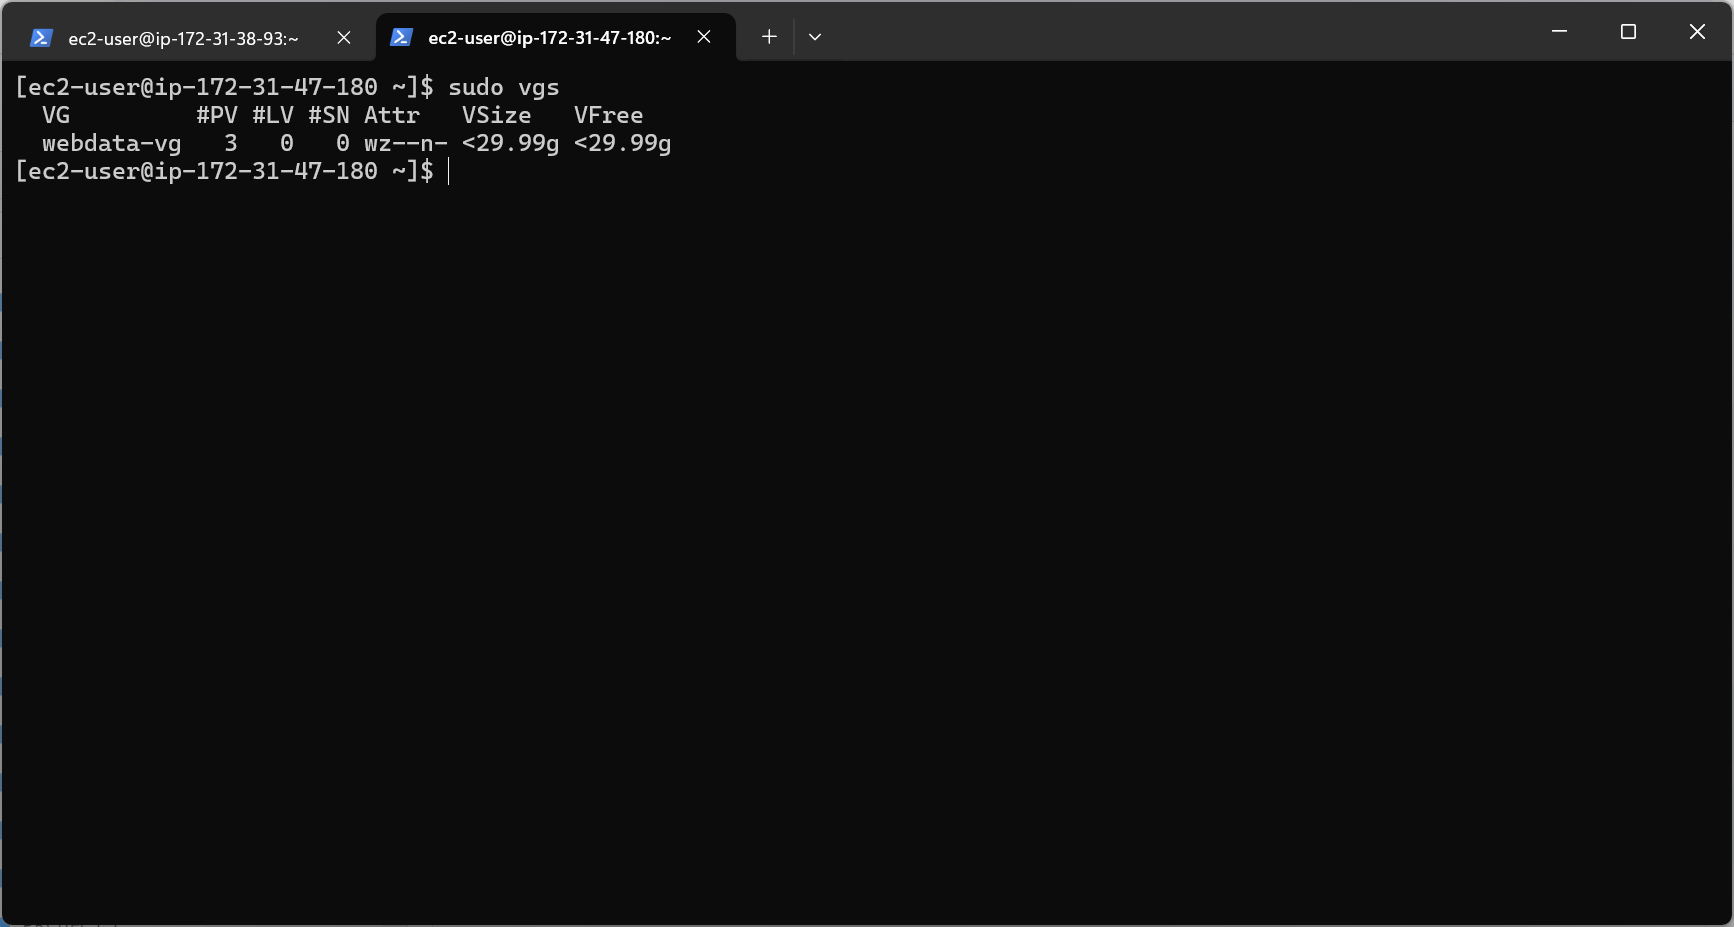 ec2-user@ip-172-31-38-93:~
ec2-user@ip-172-31-47-180:~
[ec2-user@ip-172-31-47-180 ~]$ sudo vgs
  VG         #PV #LV #SN Attr   VSize   VFree
  webdata-vg   3   0   0 wz--n- <29.99g <29.99g
[ec2-user@ip-172-31-47-180 ~]$